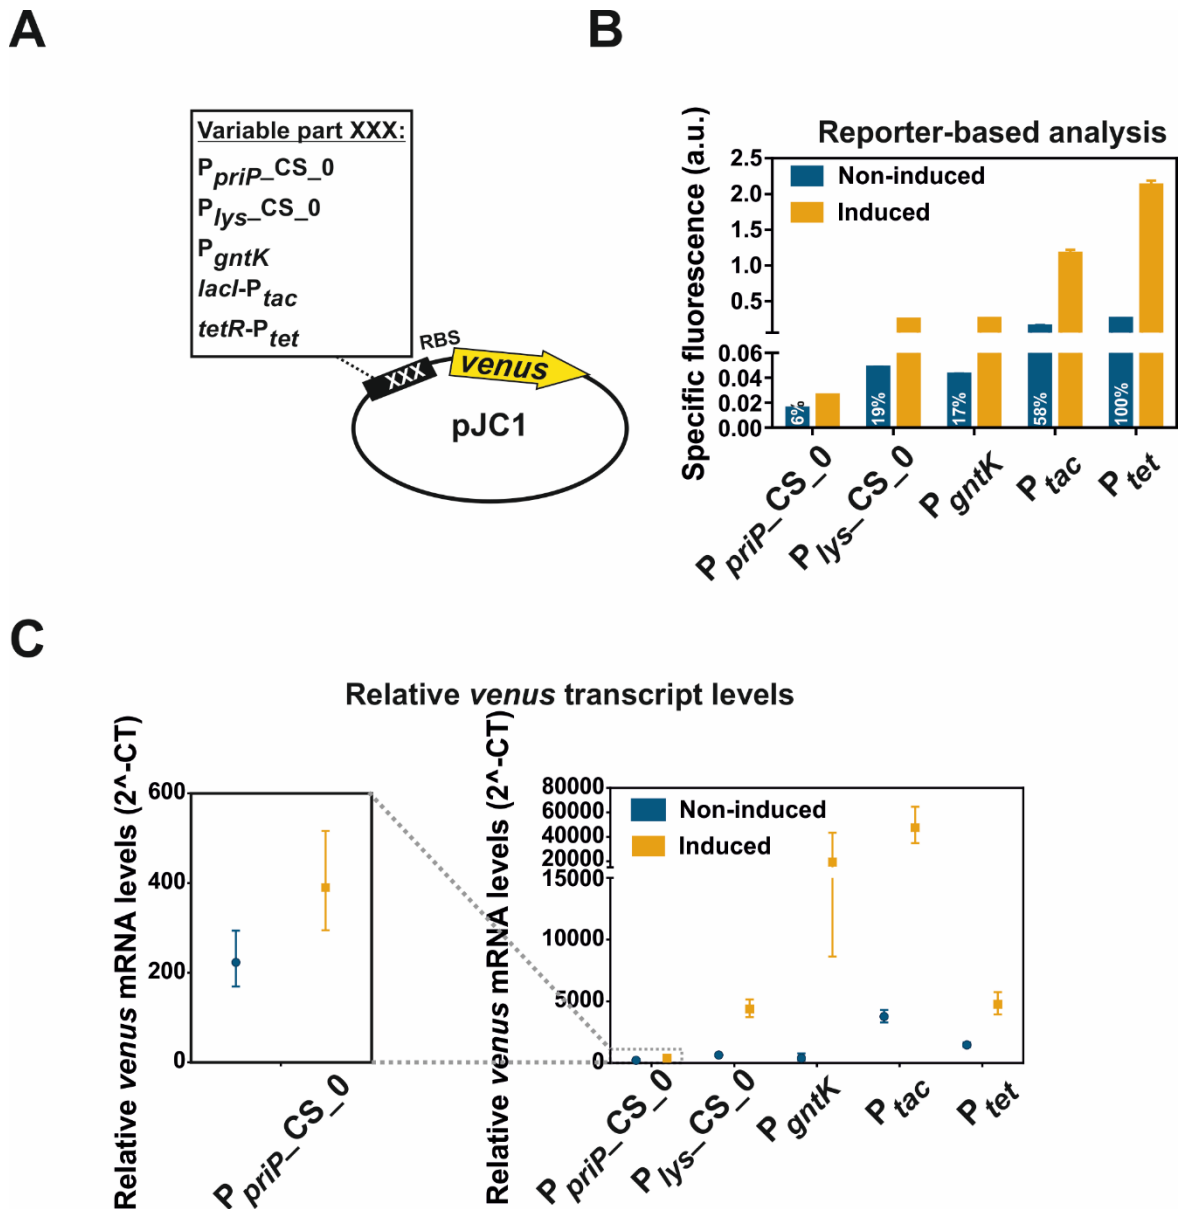 A
Variable part XXX:
PpriP_CS_0
Plys_CS_0
PgntK
lacI-Ptac
tetR-Ptet
RBS
XXX
venus
pJC1
B
Reporter-based analysis
Specific fluorescence (a.u.)
2.5
2.0
1.5
1.0
0.5
0.06
0.04
0.02
0.00
Non-induced
Induced
6%
19%
17%
58%
100%
P priP_CS_0
P lys_CS_0
P gntK
P tac
P tet
C
Relative venus transcript levels
Relative venus mRNA levels (2^-CT)
600
400
200
0
P priP_CS_0
Relative venus mRNA levels (2^-CT)
80000
60000
40000
20000
15000
10000
5000
0
Non-induced
Induced
P priP_CS_0
P lys_CS_0
P gntK
P tac
P tet